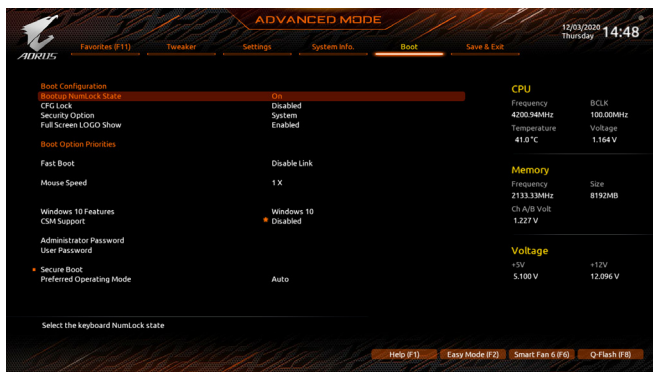 ADVANCED MODE
12/03/2020 Thursday 14:48
AORUS
Favorites (F11) Tweaker Settings System Info. Boot Save & Exit
Boot Configuration
Bootup NumLock State On
CFG Lock Disabled
Security Option System
Full Screen LOGO Show Enabled
Boot Option Priorities
Fast Boot Disable Link
Mouse Speed 1 X
Windows 10 Features Windows 10
CSM Support Disabled
Administrator Password
User Password
Secure Boot
Preferred Operating Mode Auto
Select the keyboard NumLock state
CPU
Frequency BCLK
4200.94MHz 100.00MHz
Temperature Voltage
41.0 °C 1.164 V
Memory
Frequency Size
2133.33MHz 8192MB
Ch A/B Volt
1.227 V
Voltage
+5V +12V
5.100 V 12.096 V
Help (F1) Easy Mode (F2) Smart Fan 6 (F6) Q-Flash (F8)